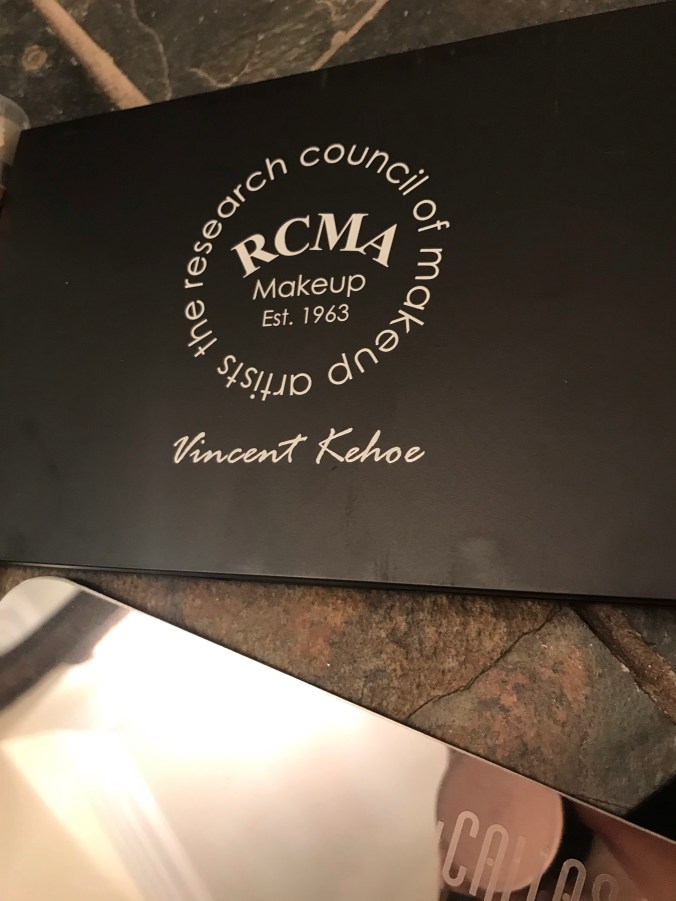 the research council of makeup artists
RCMA
Makeup
Est. 1963
Vincent Kehoe